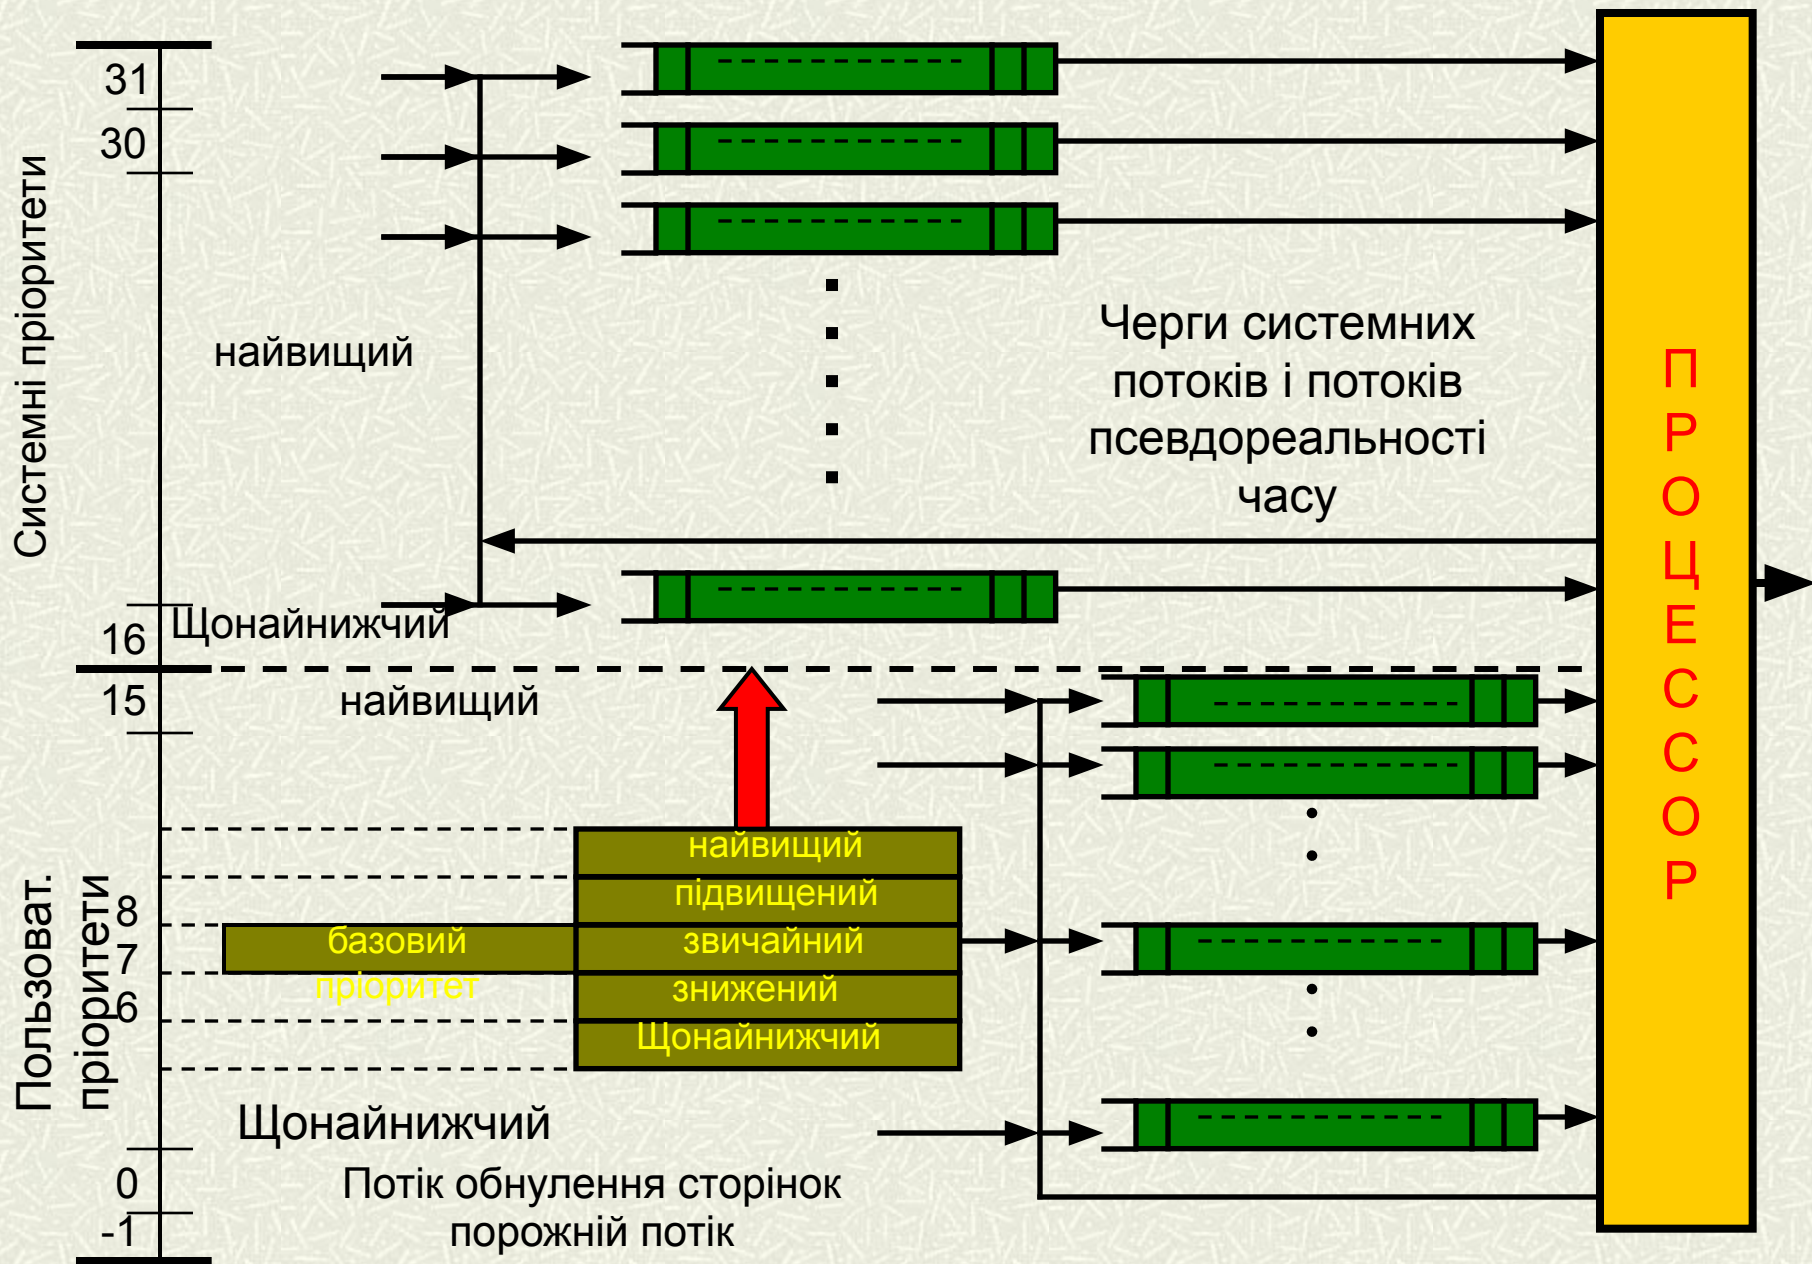 Системні пріоритети
31
30
найвищий
Черги системних
потоків і потоків
псевдореальності
часу
16
Щонайнижчий
15
найвищий
Пользоват.
пріоритети
8
7
6
найвищий
підвищений
базовий
пріоритет
звичайний
знижений
Щонайнижчий
Щонайнижчий
0
-1
Потік обнулення сторінок
порожній потік
ПРОЦЕССОР